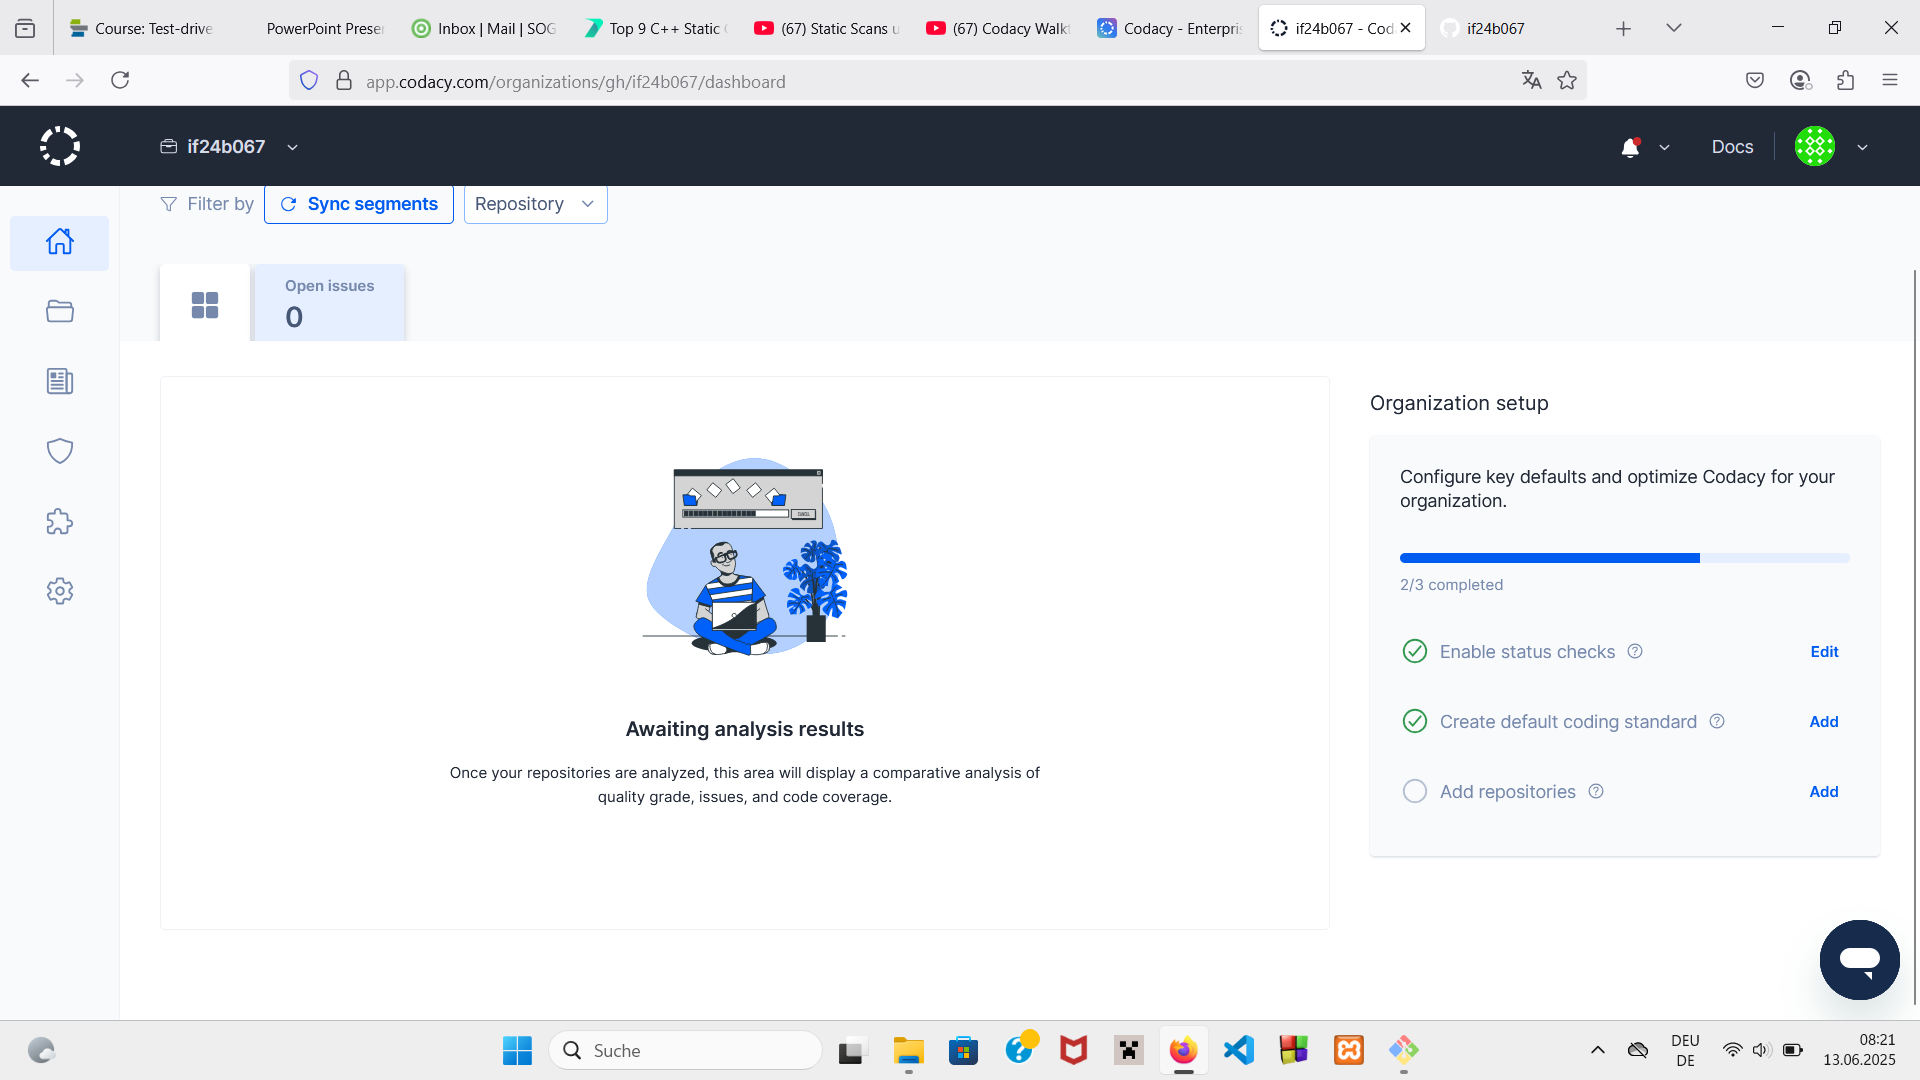 Course: Test-drive
PowerPoint Preser
Inbox | Mail | SOG
Top 9 C++ Static
(67) Static Scans u
(67) Codacy Walkt
Codacy - Enterpris
if24b067 - Cod
if24b067
app.codacy.com/organizations/gh/if24b067/dashboard
if24b067
Docs
Filter by
Sync segments
Repository
Open issues
0
Organization setup
Configure key defaults and optimize Codacy for your
organization.
2/3 completed
Enable status checks
Edit
Create default coding standard
Add
Add repositories
Add
CANCEL
Awaiting analysis results
Once your repositories are analyzed, this area will display a comparative analysis of
quality grade, issues, and code coverage.
Suche
DEU
DE
08:21
13.06.2025